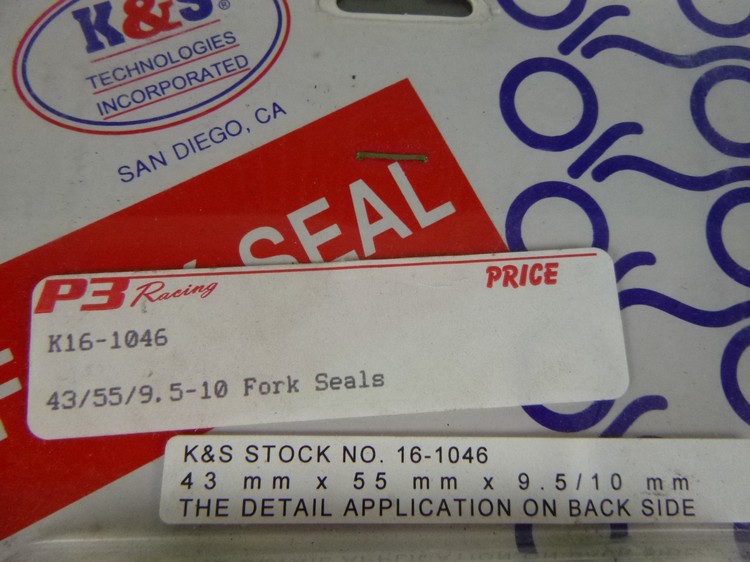 K&S
TECHNOLOGIES
INCORPORATED
SAN DIEGO, CA
SEAL
P3 Racing
PRICE
K16-1046
43/55/9.5-10 Fork Seals
K&S STOCK NO. 16-1046
43 mm x 55 mm x 9.5/10 mm
THE DETAIL APPLICATION ON BACK SIDE